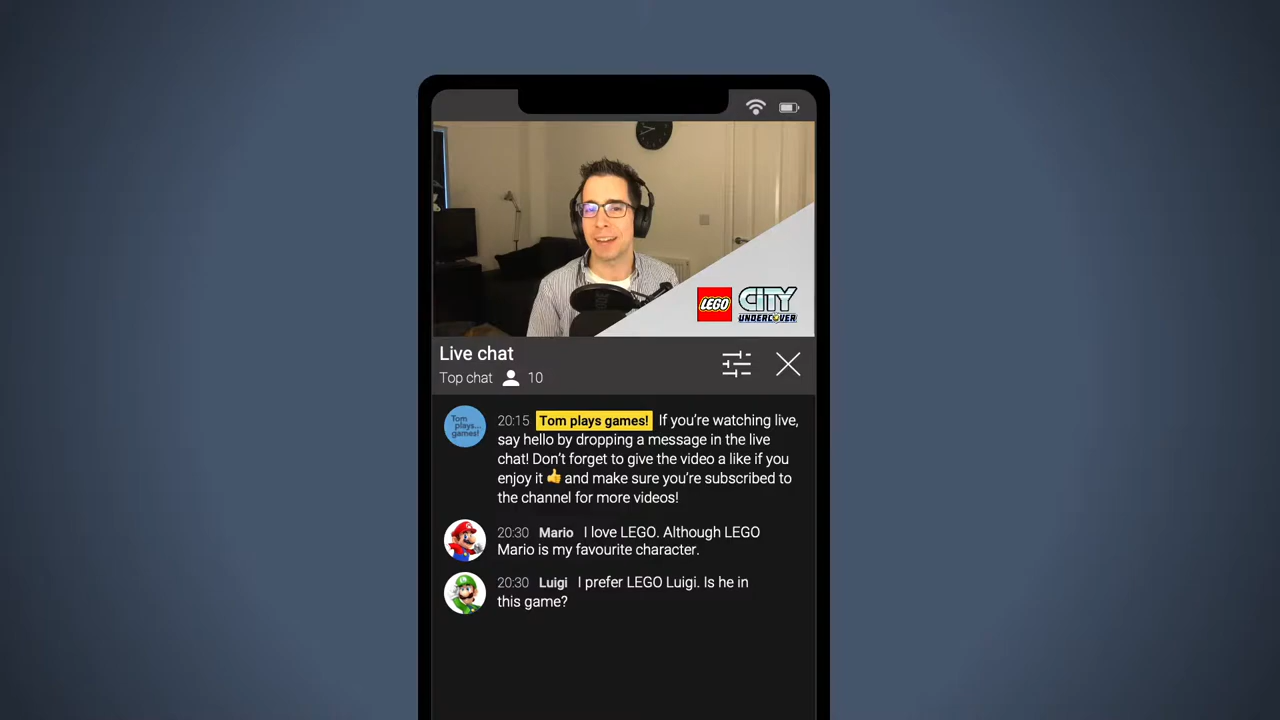 LEGO CITY
UNDERCOVER
Live chat
Top chat 10
Tom
plays...
games!
20:15 Tom plays games! If you’re watching live,
say hello by dropping a message in the live
chat! Don’t forget to give the video a like if you
enjoy it 👍 and make sure you’re subscribed to
the channel for more videos!
20:30 Mario I love LEGO. Although LEGO
Mario is my favourite character.
20:30 Luigi I prefer LEGO Luigi. Is he in
this game?